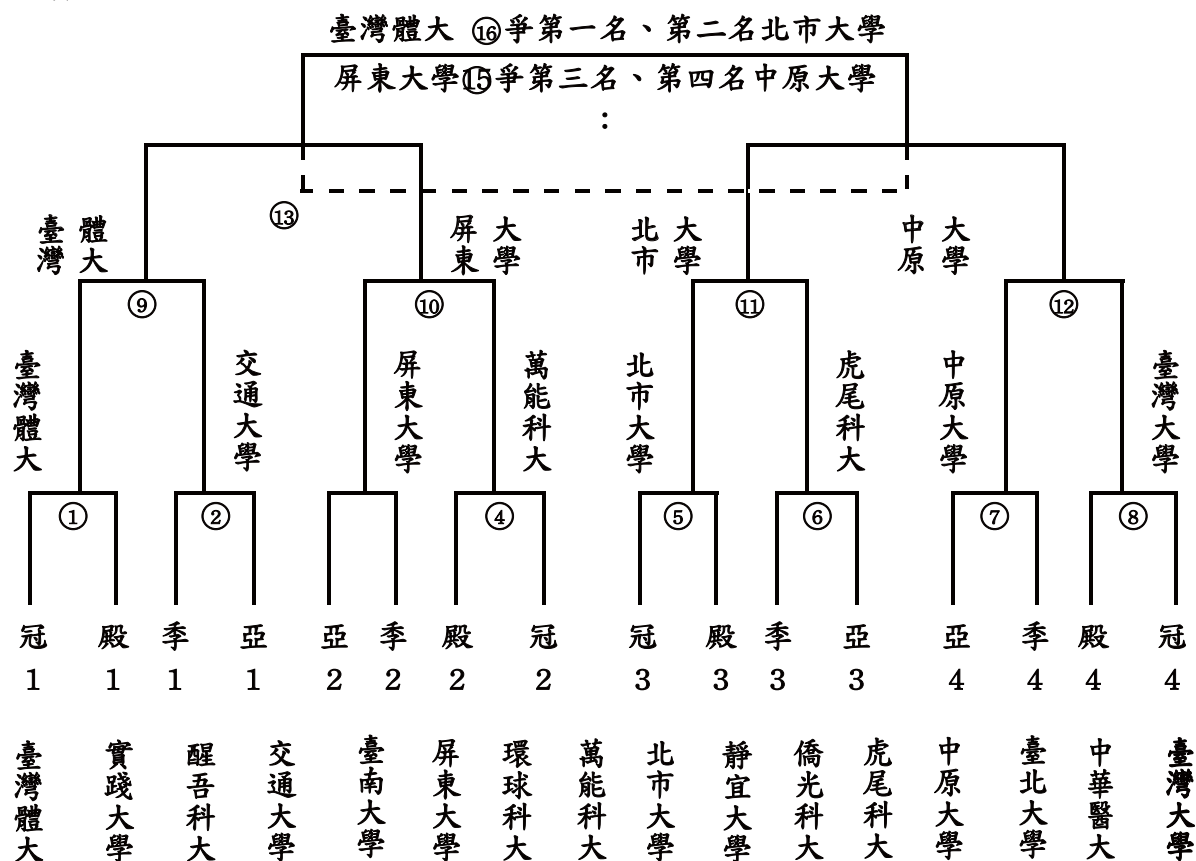 臺灣體大 ⑯爭第一名、第二名北市大學
屏東大學⑮爭第三名、第四名中原大學
:
⑬
臺灣體大
屏東大學
北市大學
中原大學
⑨
⑩
⑪
⑫
臺灣體大
交通大學
屏東大學
萬能科大
北市大學
虎尾科大
中原大學
臺灣大學
①
②
④
⑤
⑥
⑦
⑧
冠 殿 季 亞 亞 季 殿 冠 冠 殿 季 亞 亞 季 殿 冠
1 1 1 1 2 2 2 2 3 3 3 3 4 4 4 4
臺灣體大
實踐大學
醒吾科大
交通大學
臺南大學
屏東大學
環球科大
萬能科大
北市大學
靜宜大學
僑光科大
虎尾科大
中原大學
臺北大學
中華醫大
臺灣大學